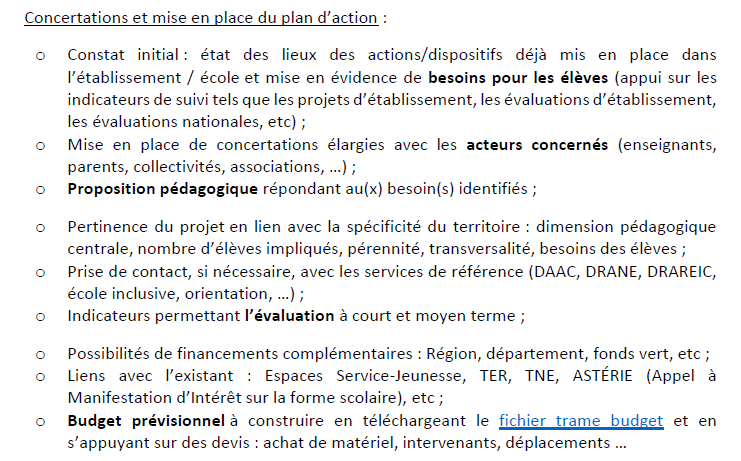 Concertations et mise en place du plan d’action :
o Constat initial : état des lieux des actions/dispositifs déjà mis en place dans
l’établissement / école et mise en évidence de besoins pour les élèves (appui sur les
indicateurs de suivi tels que les projets d’établissement, les évaluations d’établissement,
les évaluations nationales, etc) ;
o Mise en place de concertations élargies avec les acteurs concernés (enseignants,
parents, collectivités, associations, …) ;
o Proposition pédagogique répondant au(x) besoin(s) identifiés ;
o Pertinence du projet en lien avec la spécificité du territoire : dimension pédagogique
centrale, nombre d’élèves impliqués, pérennité, transversalité, besoins des élèves ;
o Prise de contact, si nécessaire, avec les services de référence (DAAC, DRANE, DRAREIC,
école inclusive, orientation, …) ;
o Indicateurs permettant l’évaluation à court et moyen terme ;
o Possibilités de financements complémentaires : Région, département, fonds vert, etc ;
o Liens avec l’existant : Espaces Service-Jeunesse, TER, TNE, ASTÉRIE (Appel à
Manifestation d’Intérêt sur la forme scolaire), etc ;
o Budget prévisionnel à construire en téléchargeant le fichier trame budget et en
s’appuyant sur des devis : achat de matériel, intervenants, déplacements …